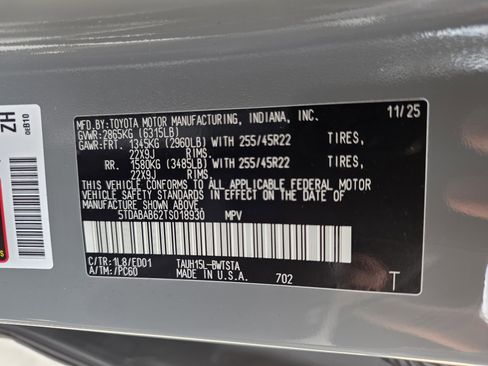 MFD.BY:TOYOTA MOTOR MANUFACTURING, INDIANA, INC.
GVWR: 2865KG (6315LB) 11/25
GAWR:FRT. 1345KG (2960LB) WITH 255/45R22 TIRES,
22X9J RIMS
RR. 1580KG (3485LB) WITH 255/45R22 TIRES,
22X9J RIMS.
THIS VEHICLE CONFORMS TO ALL APPLICABLE FEDERAL MOTOR
VEHICLE SAFETY STANDARDS IN EFFECT ON THE DATE OF
MANUFACTURE SHOWN ABOVE.
5TDABAB62TS018930 MPV
C/TR:1L8/ED01 TAUH15L-BWTSTA
A/TM:/PC60 MADE IN U.S.A. 702 T
ZH
0EB10